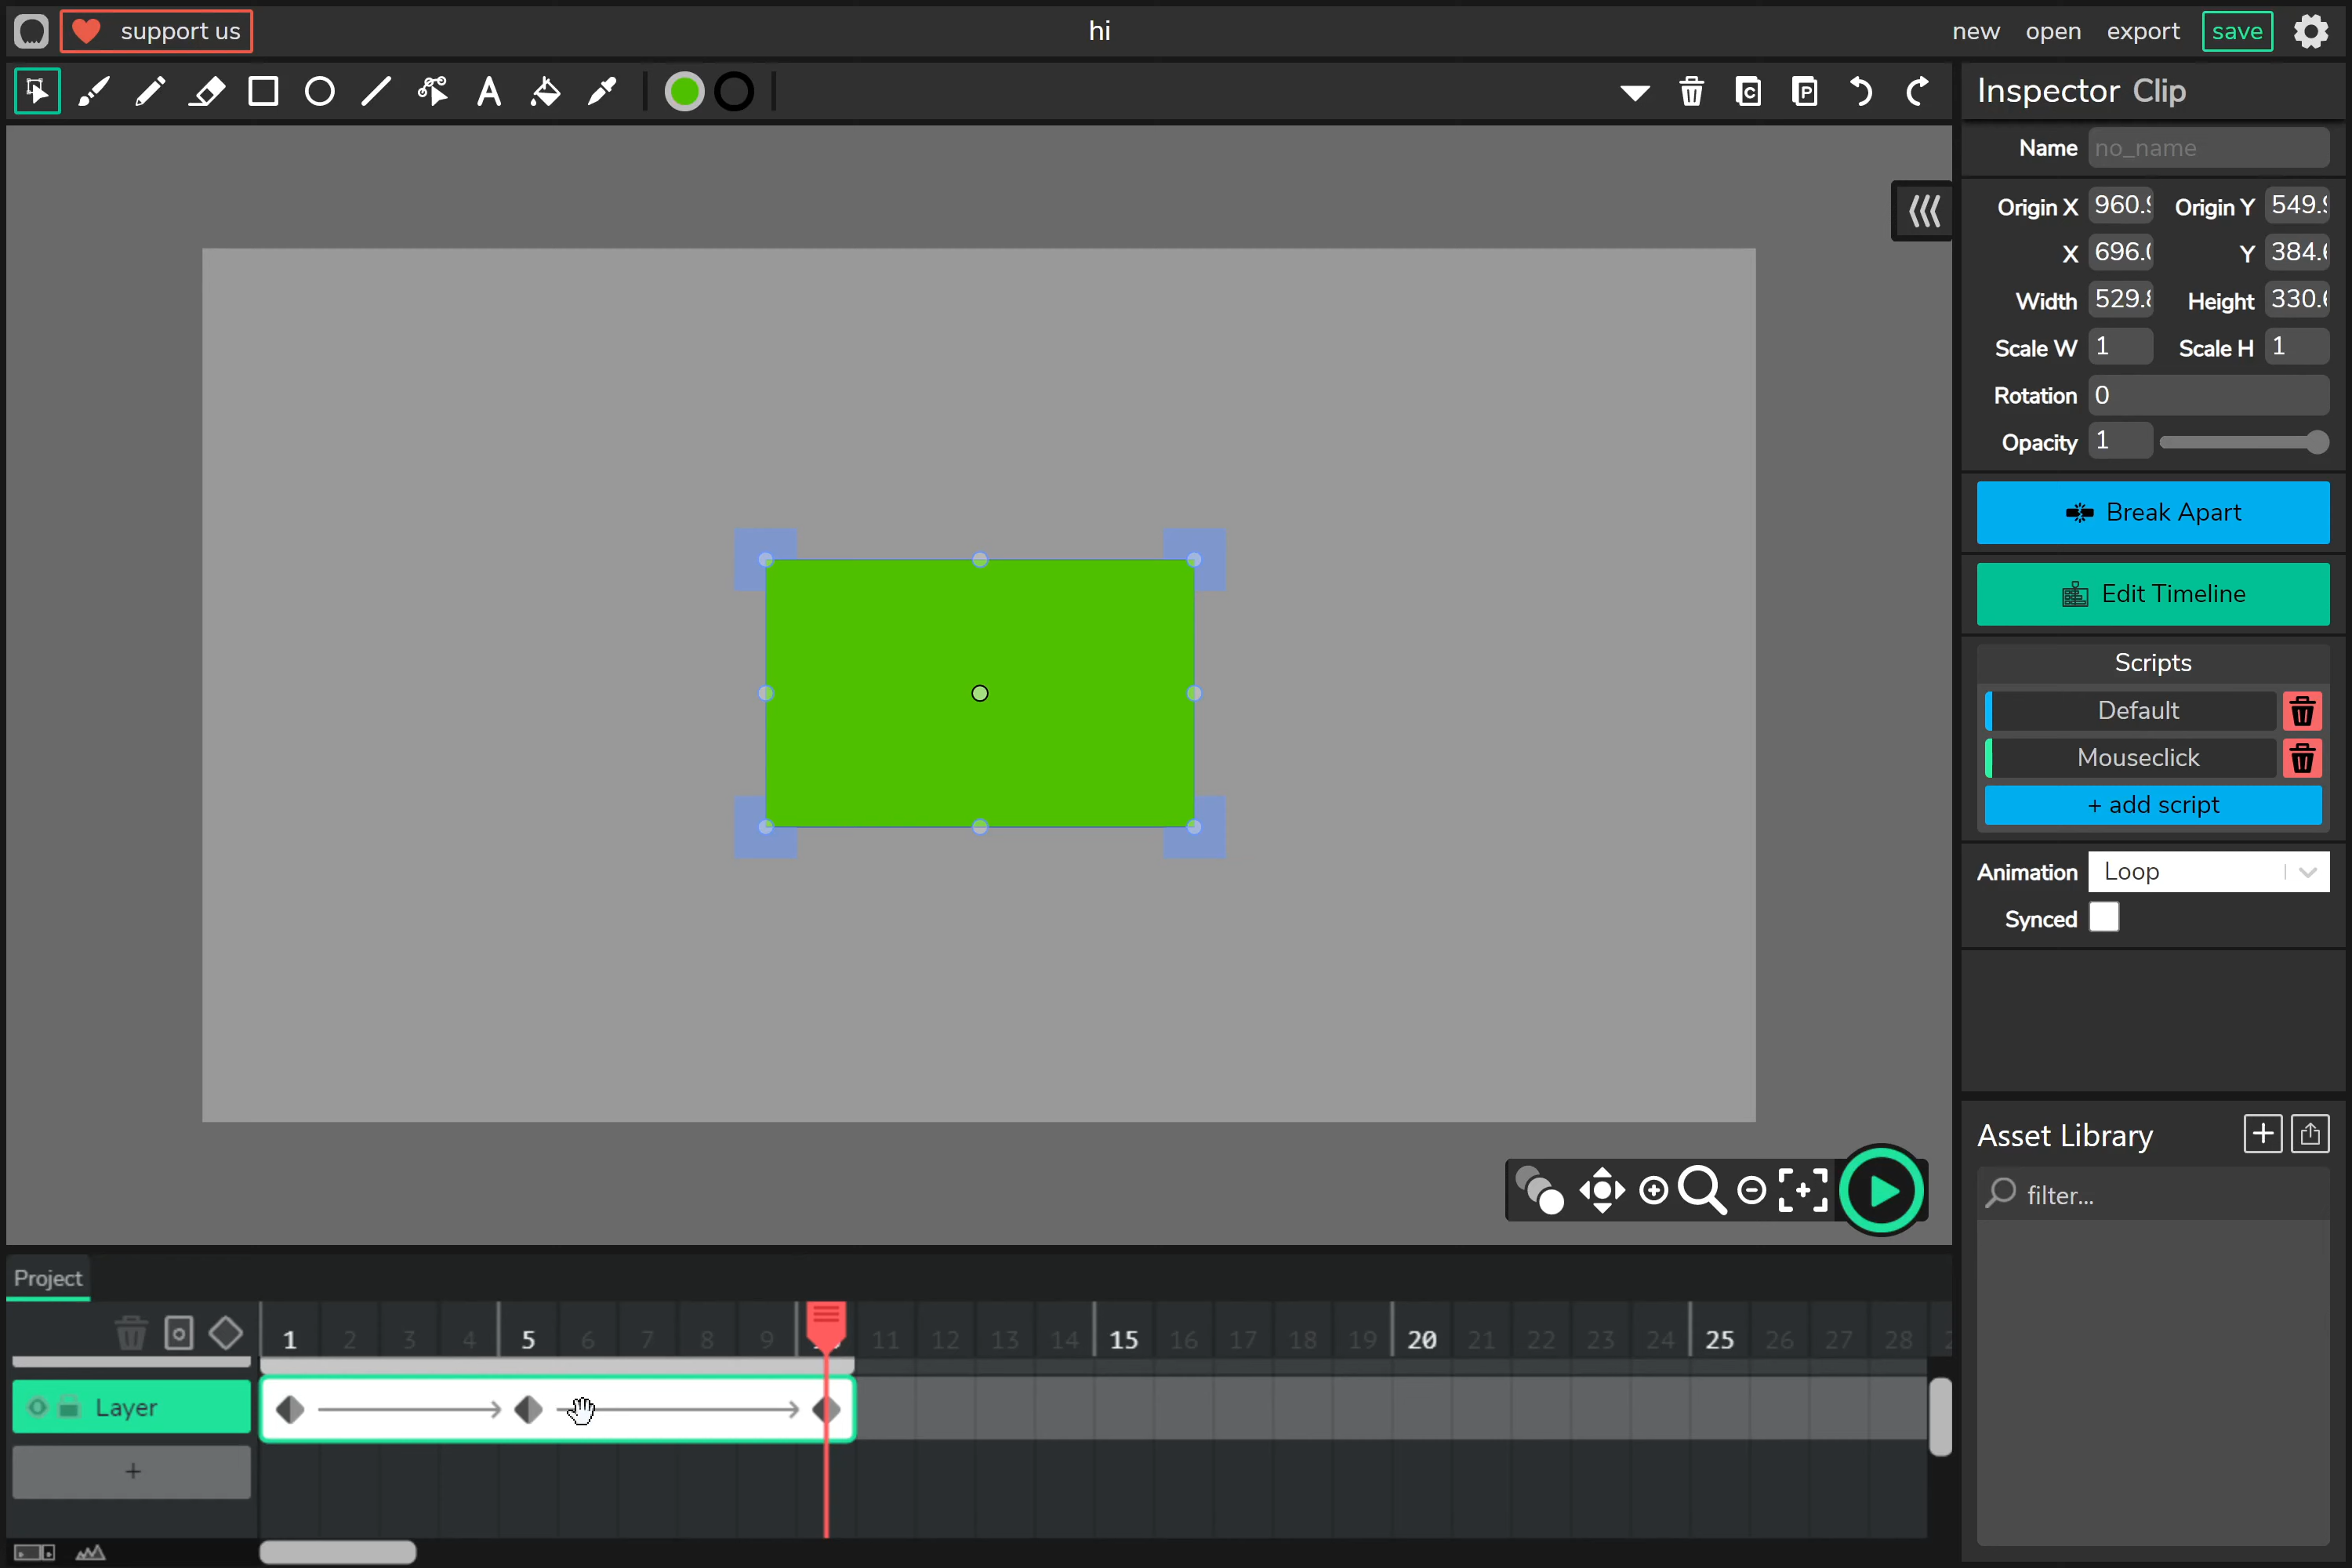 support us
hi
new open export save
Inspector Clip
Name no_name
Origin X 960. Origin Y 549.
X 696. Y 384.
Width 529. Height 330.
Scale W 1 Scale H 1
Rotation 0
Opacity 1
Break Apart
Edit Timeline
Scripts
Default
Mouseclick
+ add script
Animation Loop
Synced
Asset Library
filter...
Project
1 2 3 4 5 6 7 8 9 11 12 13 14 15 16 17 18 19 20 21 22 23 24 25 26 27 28
Layer
+